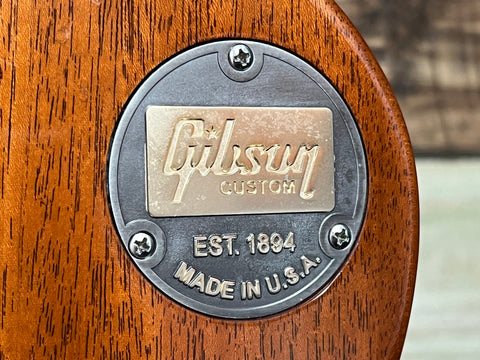 Gibson
CUSTOM
EST. 1894
MADE IN U.S.A.